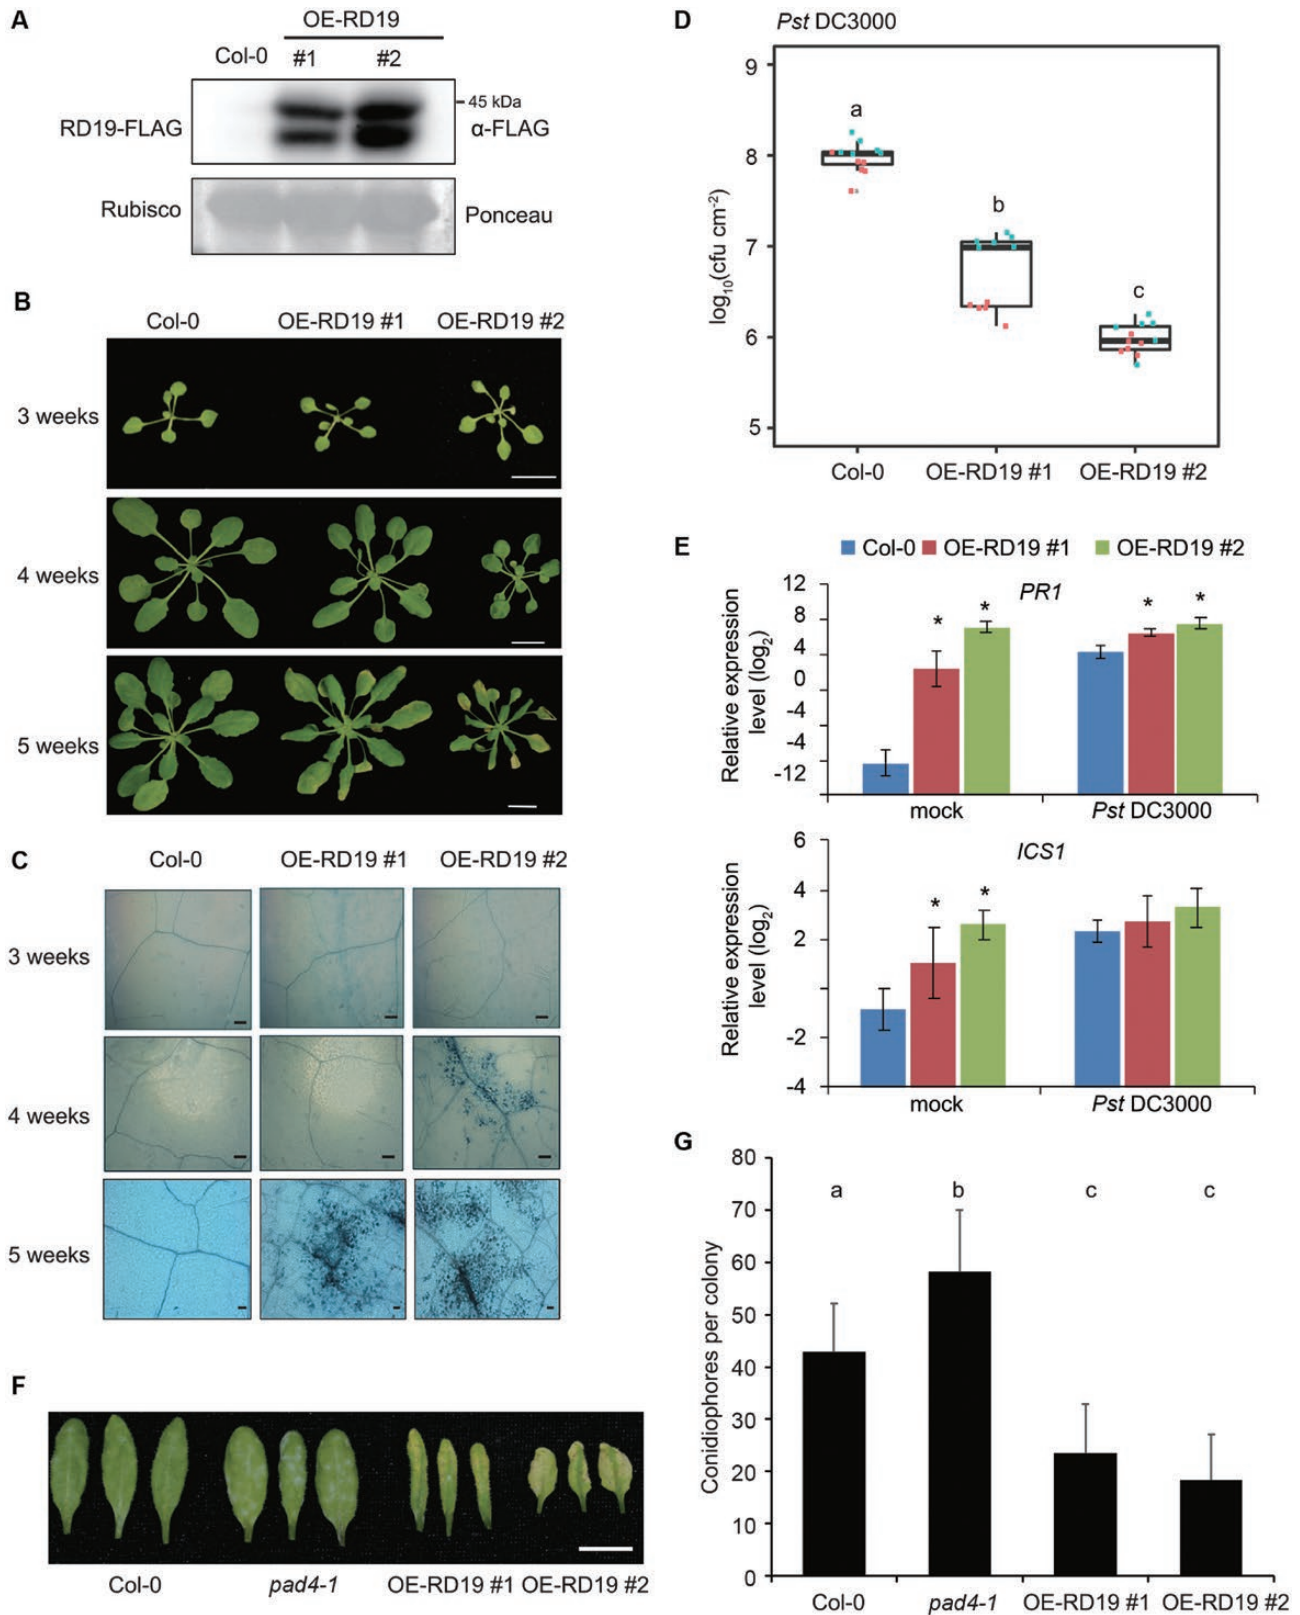 A
OE-RD19
Col-0 #1 #2
RD19-FLAG
45 kDa
α-FLAG
Rubisco
Ponceau
B
Col-0 OE-RD19 #1 OE-RD19 #2
3 weeks
4 weeks
5 weeks
C
Col-0 OE-RD19 #1 OE-RD19 #2
3 weeks
4 weeks
5 weeks
F
Col-0 pad4-1 OE-RD19 #1 OE-RD19 #2
D
Pst DC3000
log10(cfu cm-2)
9
8
7
6
5
a
b
c
Col-0 OE-RD19 #1 OE-RD19 #2
E
Col-0 OE-RD19 #1 OE-RD19 #2
PR1
Relative expression
level (log2)
12
8
4
0
-4
-4
-12
* * * *
mock Pst DC3000
ICS1
Relative expression
level (log2)
6
4
2
-2
-4
* *
mock Pst DC3000
G
Conidiophores per colony
80
70
60
50
40
30
20
10
0
a b c c
Col-0 pad4-1 OE-RD19 #1 OE-RD19 #2